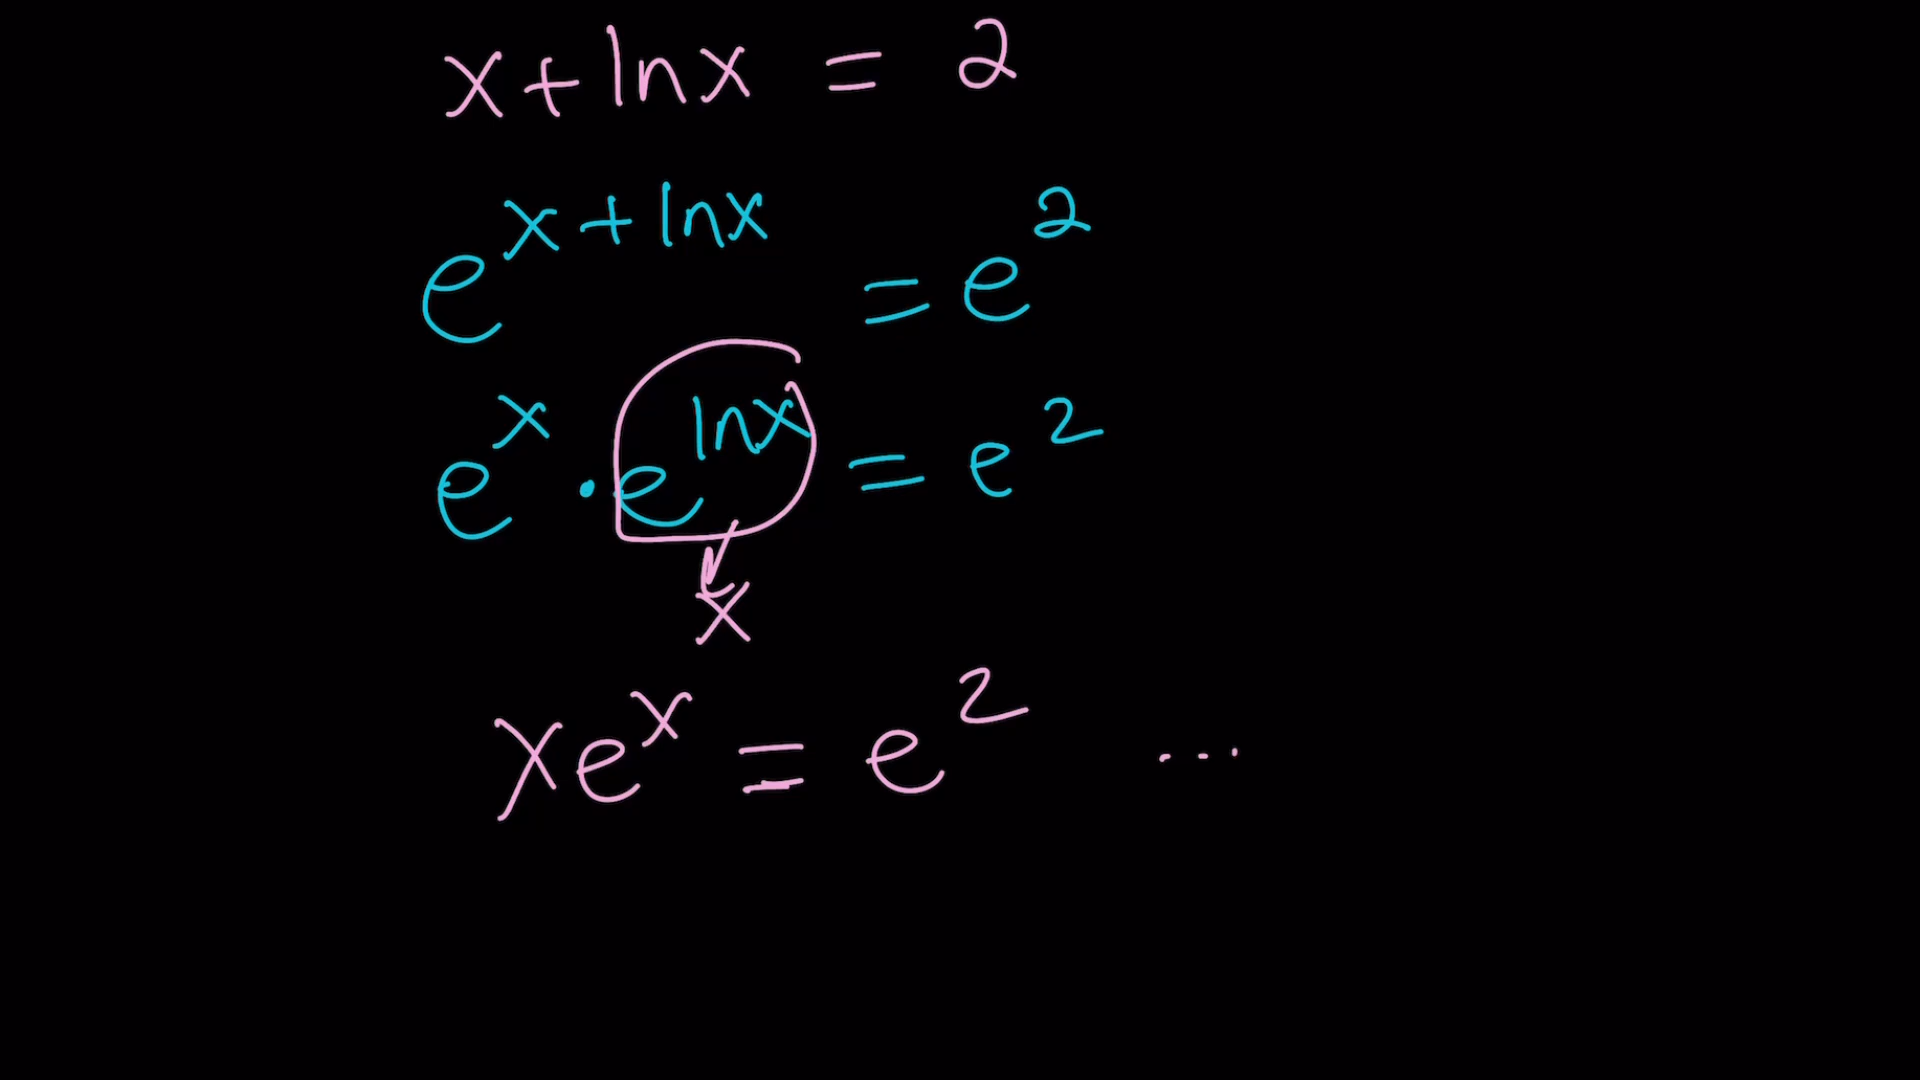 x+lnx = 2
e^{x+lnx} = e^2
e^x · e^{lnx} = e^2
x
xe^x = e^2 ...